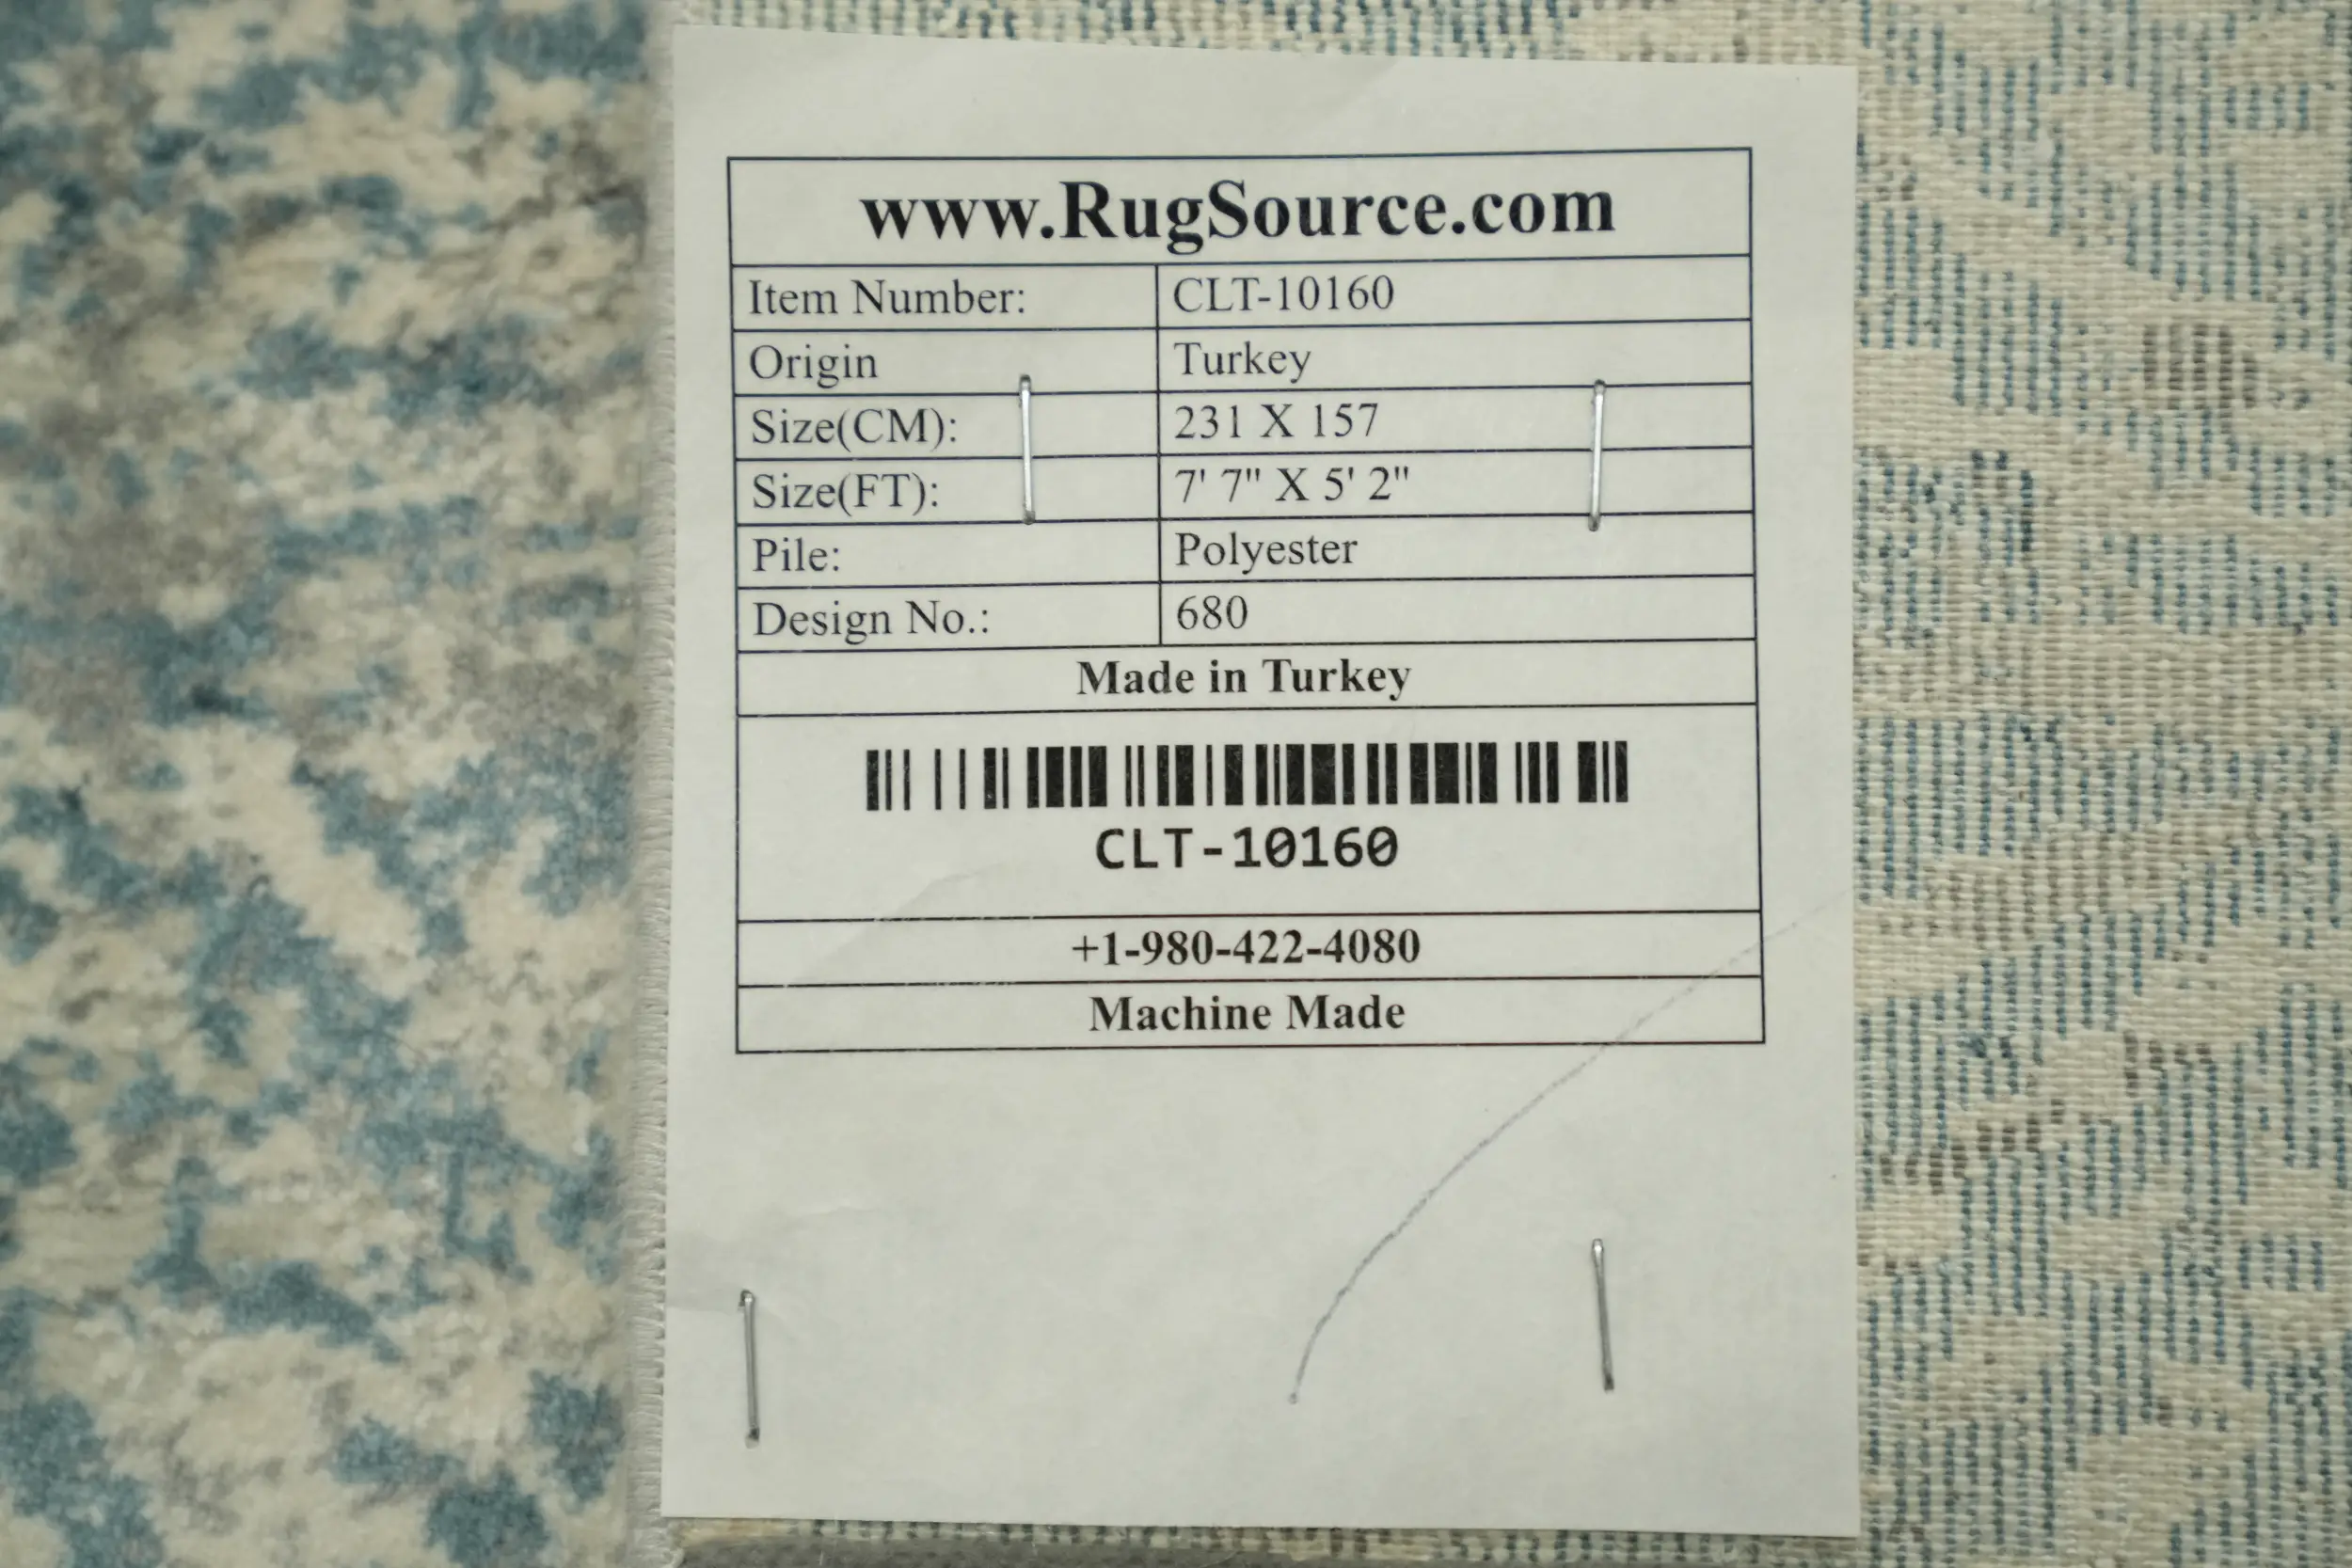 www.RugSource.com
Item Number: CLT-10160
Origin Turkey
Size(CM): 231 X 157
Size(FT): 7' 7" X 5' 2"
Pile: Polyester
Design No.: 680
Made in Turkey
CLT-10160
+1-980-422-4080
Machine Made